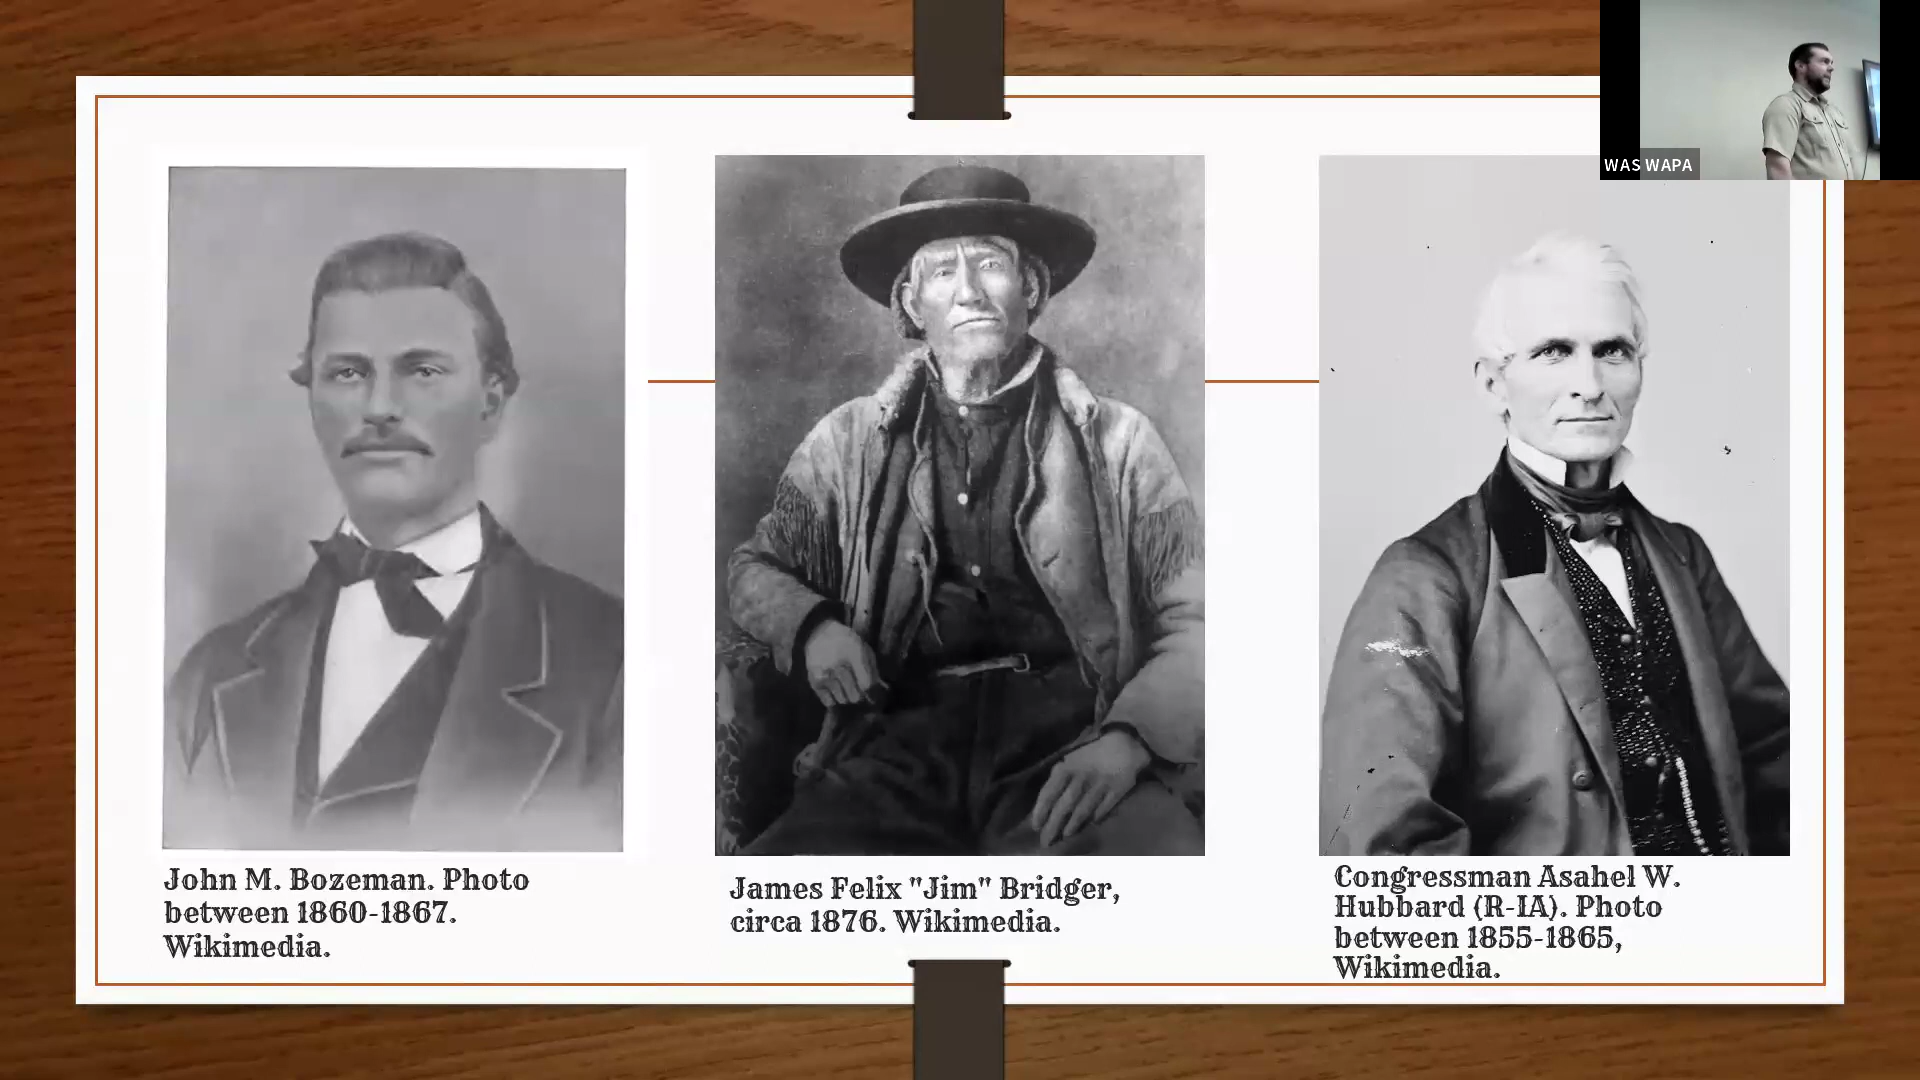 WAS WAPA
John M. Bozeman. Photo
between 1860-1867.
Wikimedia.
James Felix "Jim" Bridger,
circa 1876. Wikimedia.
Congressman Asahel W.
Hubbard (R-IA). Photo
between 1855-1865,
Wikimedia.